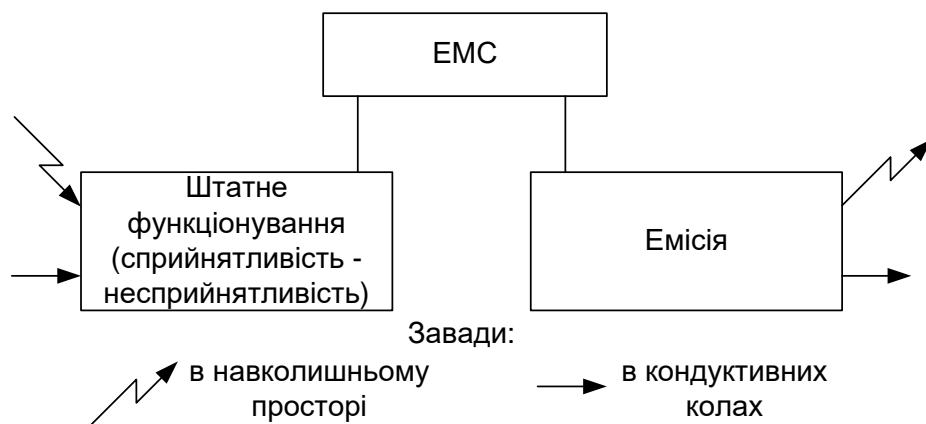 ЕМС
Штатне
функціонування
(сприйнятливість -
несприйнятливість)
Емісія
Завади:
в навколишньому
просторі
в кондуктивних
колах